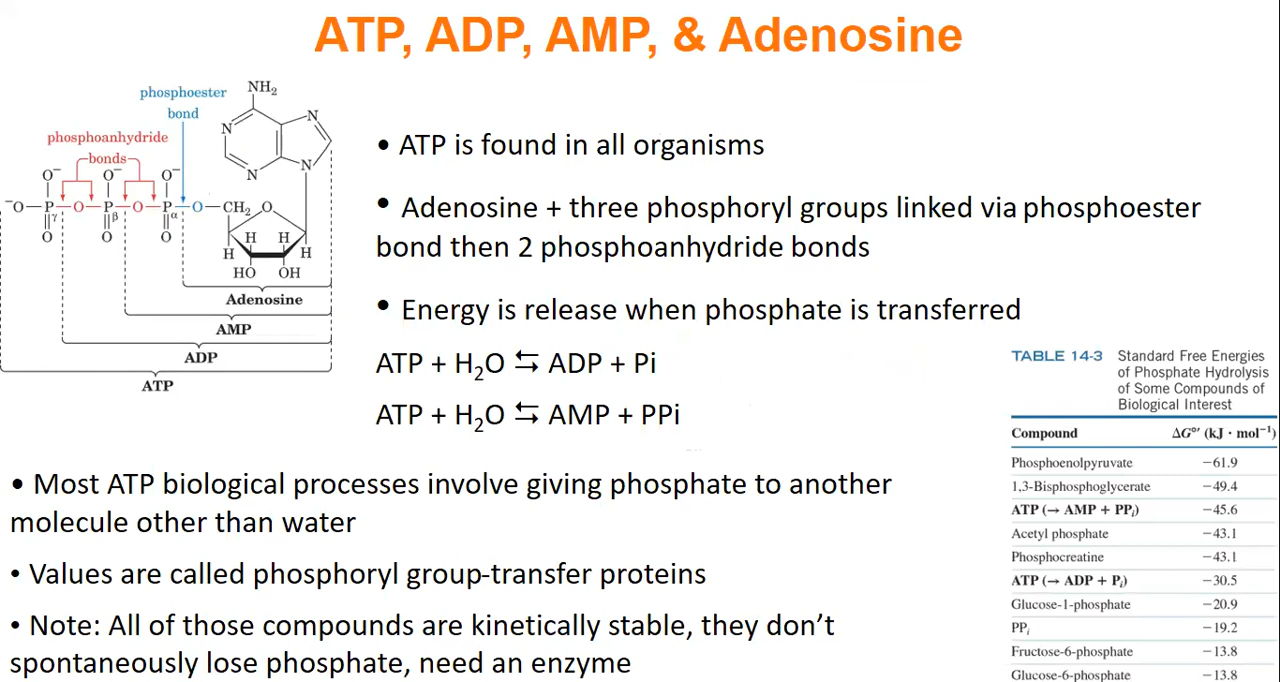 ATP, ADP, AMP, & Adenosine
phosphoester
bond
phosphoanhydride
bonds
NH2
N
N
N
N
O− O− O−
−O—P—O—P—O—P—O—CH2 O
γ β α
O O O
H H
H H
HO OH
Adenosine
AMP
ADP
ATP
• ATP is found in all organisms
• Adenosine + three phosphoryl groups linked via phosphoester
bond then 2 phosphoanhydride bonds
• Energy is release when phosphate is transferred
ATP + H2O ⇆ ADP + Pi
ATP + H2O ⇆ AMP + PPi
• Most ATP biological processes involve giving phosphate to another
molecule other than water
• Values are called phosphoryl group-transfer proteins
• Note: All of those compounds are kinetically stable, they don’t
spontaneously lose phosphate, need an enzyme
TABLE 14-3 Standard Free Energies
of Phosphate Hydrolysis
of Some Compounds of
Biological Interest
Compound ΔG°′ (kJ · mol−1)
Phosphoenolpyruvate −61.9
1,3-Bisphosphoglycerate −49.4
ATP (→ AMP + PPi) −45.6
Acetyl phosphate −43.1
Phosphocreatine −43.1
ATP (→ ADP + Pi) −30.5
Glucose-1-phosphate −20.9
PPi −19.2
Fructose-6-phosphate −13.8
Glucose-6-phosphate −13.8